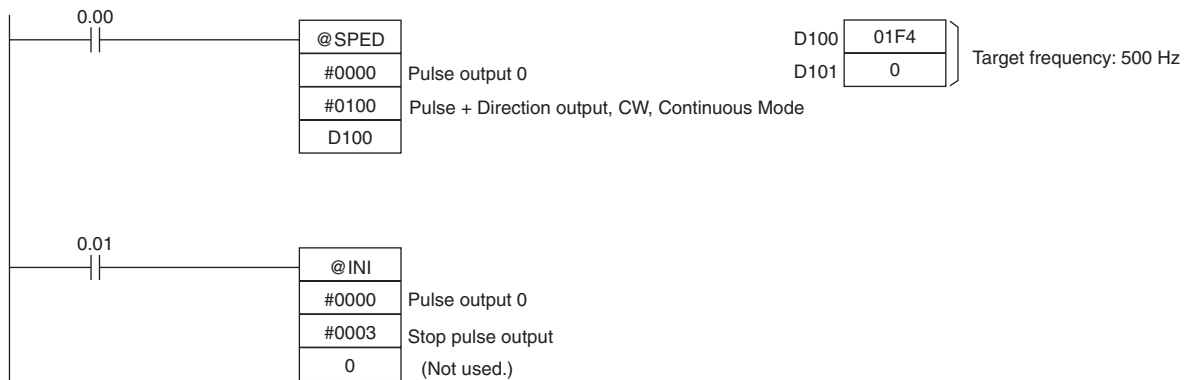 0.00
@SPED
#0000 Pulse output 0
#0100 Pulse + Direction output, CW, Continuous Mode
D100
D100 01F4
D101 0
Target frequency: 500 Hz
0.01
@INI
#0000 Pulse output 0
#0003 Stop pulse output
0 (Not used.)